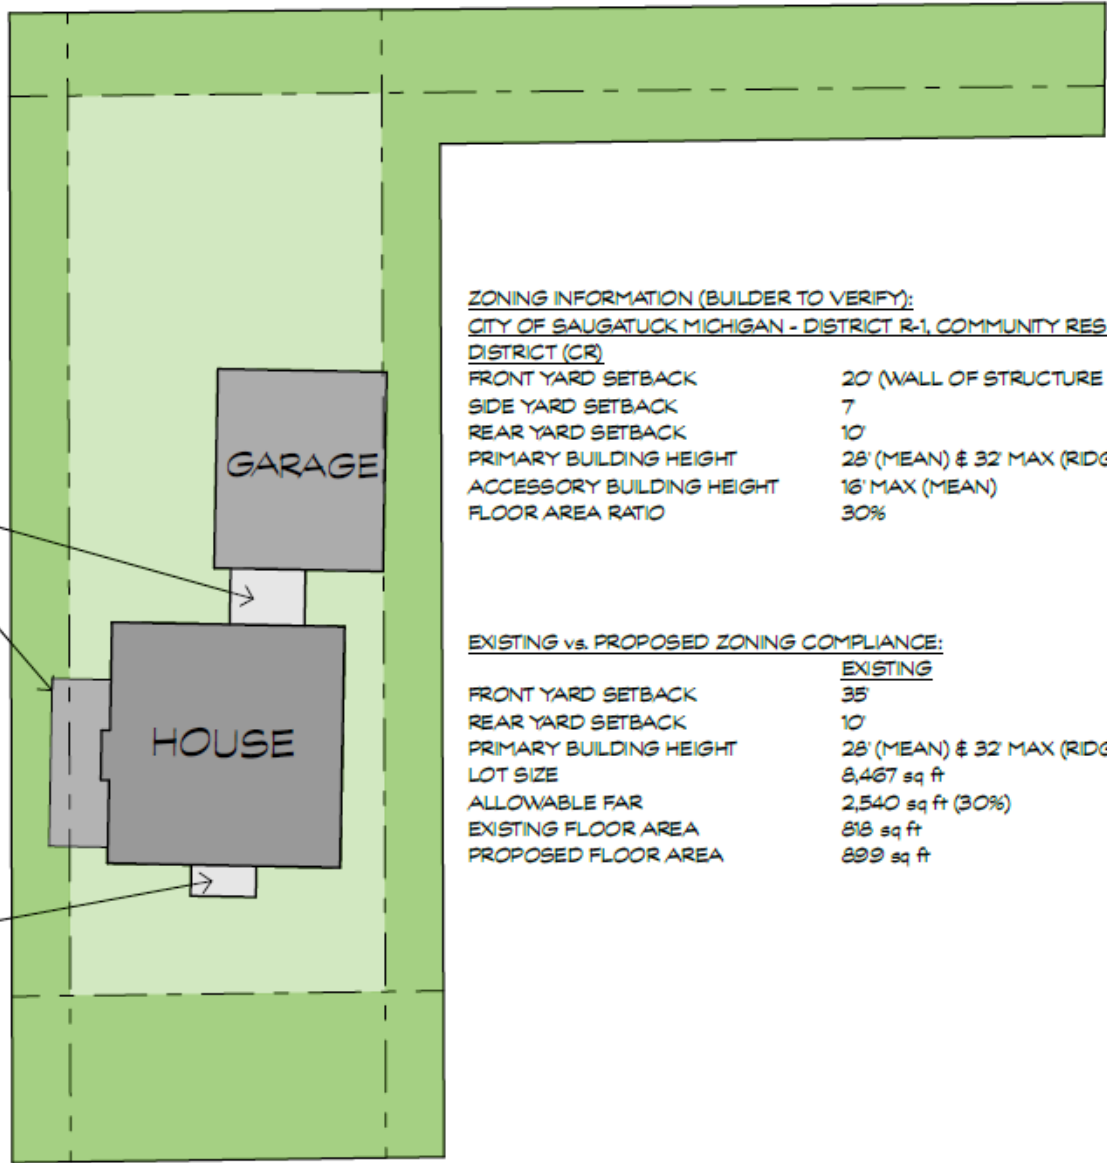 ZONING INFORMATION (BUILDER TO VERIFY):
CITY OF SAUGATUCK MICHIGAN - DISTRICT R-1, COMMUNITY RES
DISTRICT (CR)
FRONT YARD SETBACK 20' (WALL OF STRUCTURE
SIDE YARD SETBACK 7
REAR YARD SETBACK 10'
PRIMARY BUILDING HEIGHT 28' (MEAN) & 32' MAX (RIDG
ACCESSORY BUILDING HEIGHT 16' MAX (MEAN)
FLOOR AREA RATIO 30%
GARAGE
EXISTING vs. PROPOSED ZONING COMPLIANCE:
EXISTING
FRONT YARD SETBACK 35'
REAR YARD SETBACK 10'
PRIMARY BUILDING HEIGHT 28' (MEAN) & 32' MAX (RIDG
LOT SIZE 8,467 sq ft
ALLOWABLE FAR 2,540 sq ft (30%)
EXISTING FLOOR AREA 818 sq ft
PROPOSED FLOOR AREA 899 sq ft
HOUSE